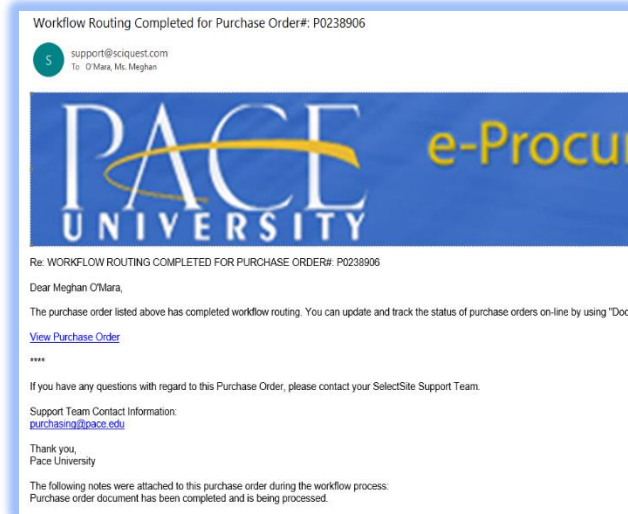 Workflow Routing Completed for Purchase Order#: P0238906
S
support@sciquest.com
To O'Mara, Ms. Meghan
PACE
UNIVERSITY
e-Procu
Re: WORKFLOW ROUTING COMPLETED FOR PURCHASE ORDER#: P0238906
Dear Meghan O'Mara,
The purchase order listed above has completed workflow routing. You can update and track the status of purchase orders on-line by using "Doc
View Purchase Order
****
If you have any questions with regard to this Purchase Order, please contact your SelectSite Support Team.
Support Team Contact Information:
purchasing@pace.edu
Thank you,
Pace University
The following notes were attached to this purchase order during the workflow process:
Purchase order document has been completed and is being processed.